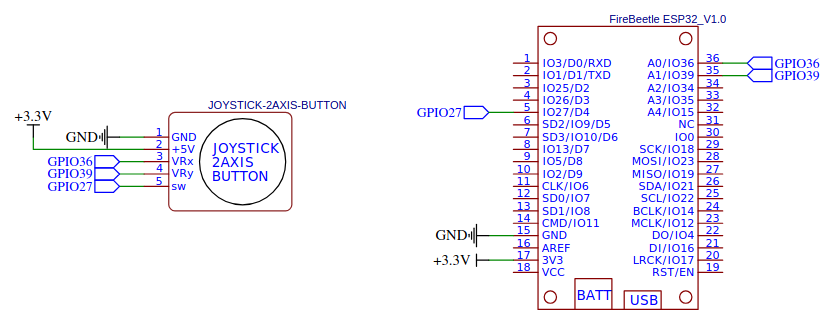 FireBeetle ESP32_V1.0
JOYSTICK-2AXIS-BUTTON
+3.3V
GND
1 GND
2 +5V
GPIO36 3 VRx
GPIO39 4 VRy
GPIO27 5 sw
JOYSTICK
2AXIS
BUTTON
1 IO3/D0/RXD
2 IO1/D1/TXD
3 IO25/D2
4 IO26/D3
GPIO27 5 IO27/D4
6 SD2/IO9/D5
7 SD3/IO10/D6
8 IO13/D7
9 IO5/D8
10 IO2/D9
11 CLK/IO6
12 SD0/IO7
13 SD1/IO8
14 CMD/IO11
GND 15 GND
16 AREF
+3.3V 17 3V3
18 VCC
A0/IO36 36 GPIO36
A1/IO39 35 GPIO39
A2/IO34 34
A3/IO35 33
A4/IO15 32
NC 31
IO0 30
SCK/IO18 29
MOSI/IO23 28
MISO/IO19 27
SDA/IO21 26
SCL/IO22 25
BCLK/IO14 24
MCLK/IO12 23
DO/IO4 22
DI/IO16 21
LRCK/IO17 20
RST/EN 19
BATT
USB